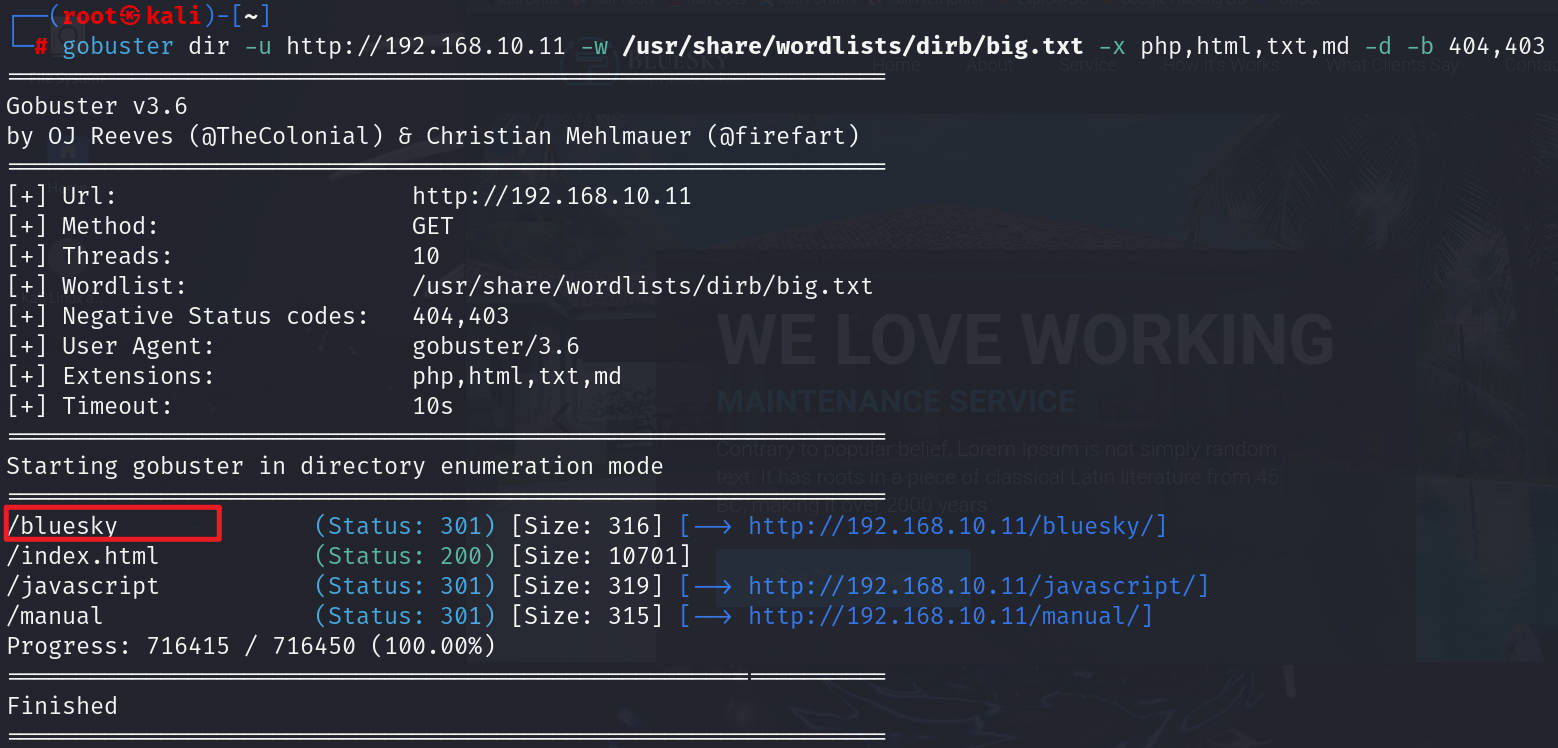 ┌──(root㉿kali)-[~]
└─# gobuster dir -u http://192.168.10.11 -w /usr/share/wordlists/dirb/big.txt -x php,html,txt,md -d -b 404,403
BLUESKY
Home About Service How It's Works What Clients Say
Gobuster v3.6
by OJ Reeves (@TheColonial) & Christian Mehlmauer (@firefart)
[+] Url: http://192.168.10.11
[+] Method: GET
[+] Threads: 10
[+] Wordlist: /usr/share/wordlists/dirb/big.txt
[+] Negative Status codes: 404,403
[+] User Agent: gobuster/3.6
[+] Extensions: php,html,txt,md
[+] Timeout: 10s
WE LOVE WORKING
MAINTENANCE SERVICE
Contrary to popular belief, Lorem Ipsum is not simply random
text. It has roots in a piece of classical Latin literature from 45
BC, making it over 2000 years
Starting gobuster in directory enumeration mode
/bluesky (Status: 301) [Size: 316] [--> http://192.168.10.11/bluesky/]
/index.html (Status: 200) [Size: 10701]
/javascript (Status: 301) [Size: 319] [--> http://192.168.10.11/javascript/]
/manual (Status: 301) [Size: 315] [--> http://192.168.10.11/manual/]
Progress: 716415 / 716450 (100.00%)
Finished